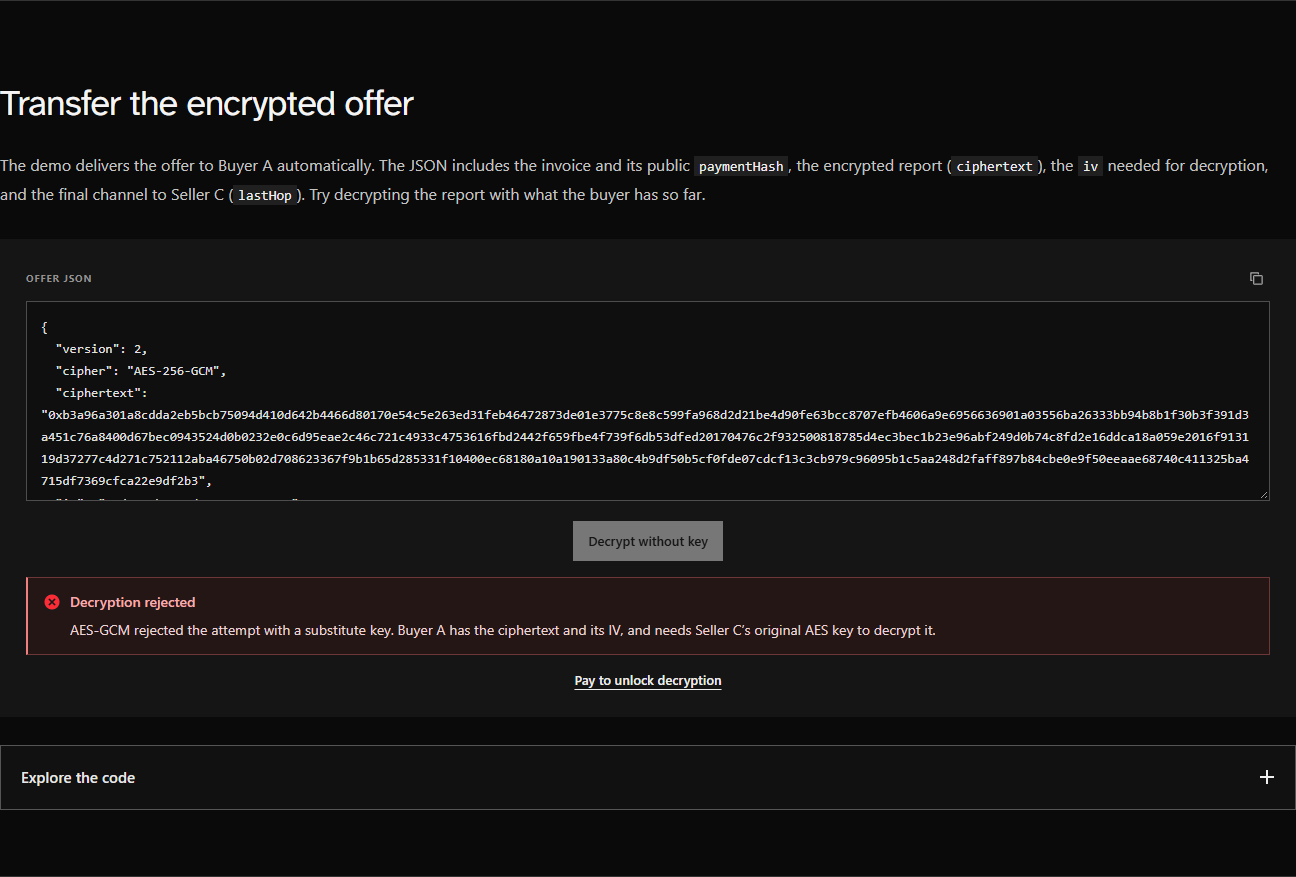 Transfer the encrypted offer
The demo delivers the offer to Buyer A automatically. The JSON includes the invoice and its public paymentHash, the encrypted report (ciphertext), the iv needed for decryption,
and the final channel to Seller C (lastHop). Try decrypting the report with what the buyer has so far.
OFFER JSON
{
"version": 2,
"cipher": "AES-256-GCM",
"ciphertext":
"0xb3a96a301a8cdda2eb5bcb75094d410d642b4466d80170e54c5e263ed31feb46472873de01e3775c8e8c599fa968d2d21be4d90fe63bcc8707efb4606a9e6956636901a03556ba26333bb94b8b1f30b3f391d3
a451c76a8400d67bec0943524d0b0232e0c6d95eae2c46c721c4933c4753616fbd2442f659fbe4f739f6db53dfed20170476c2f932500818785d4ec3bec1b23e96abf249d0b74c8fd2e16ddca18a059e2016f9131
19d37277c4d271c752112aba46750b02d708623367f9b1b65d285331f10400ec68180a10a190133a80c4b9df50b5cf0fde07cdcf13c3cb979c96095b1c5aa248d2faff897b84cbe0e9f50eeaae68740c411325ba4
715df7369cfca22e9df2b3",
Decrypt without key
Decryption rejected
AES-GCM rejected the attempt with a substitute key. Buyer A has the ciphertext and its IV, and needs Seller C's original AES key to decrypt it.
Pay to unlock decryption
Explore the code